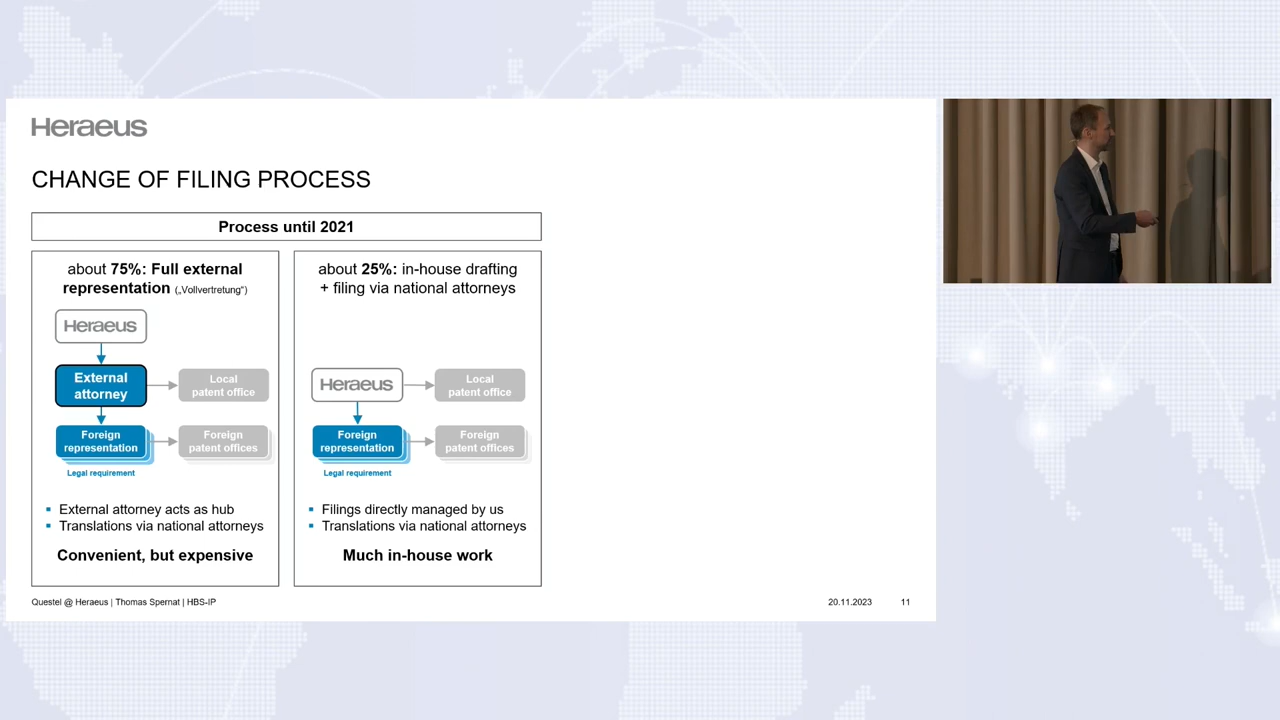 Heraeus
CHANGE OF FILING PROCESS
Process until 2021
about 75%: Full external
representation („Vollvertretung“)
Heraeus
External
attorney
Local
patent office
Foreign
representation
Foreign
patent offices
Legal requirement
▪ External attorney acts as hub
▪ Translations via national attorneys
Convenient, but expensive
about 25%: in-house drafting
+ filing via national attorneys
Heraeus
Local
patent office
Foreign
representation
Foreign
patent offices
Legal requirement
▪ Filings directly managed by us
▪ Translations via national attorneys
Much in-house work
Questel @ Heraeus | Thomas Spernat | HBS-IP
20.11.2023 11